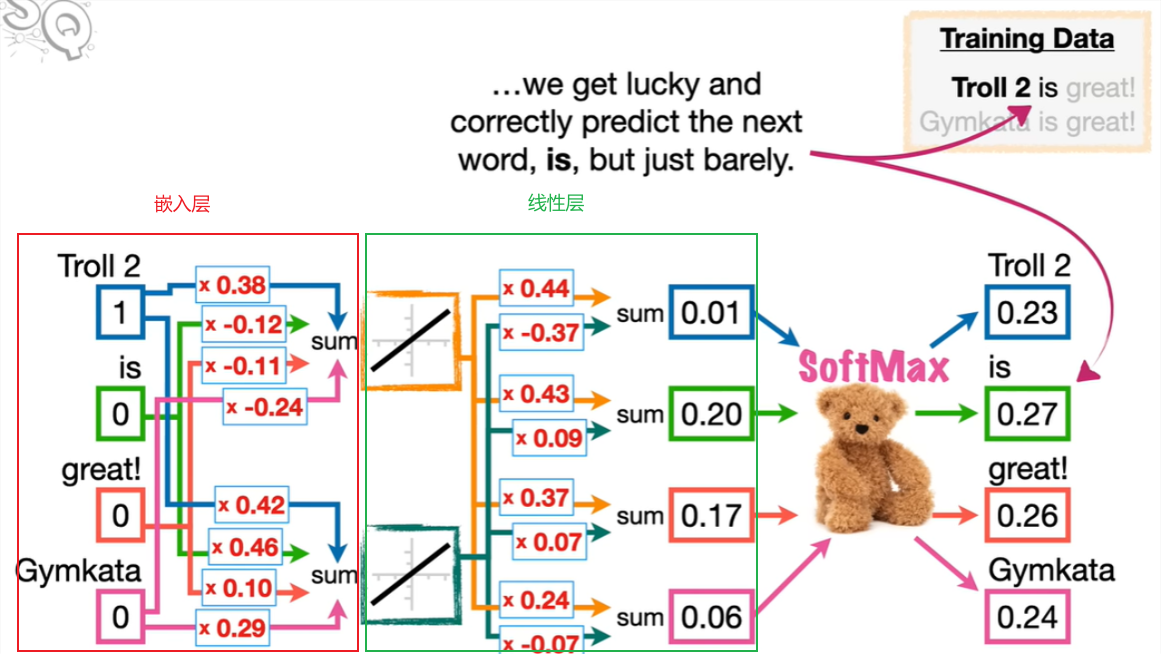 SQ
Training Data
Troll 2 is great!
Gymkata is great!
...we get lucky and
correctly predict the next
word, is, but just barely.
嵌入层
线性层
Troll 2
1
is
0
great!
0
Gymkata
0
x 0.38
x -0.12
x -0.11
x -0.24
sum
x 0.42
x 0.46
x 0.10
x 0.29
sum
x 0.44
x -0.37
sum
0.01
x 0.43
x 0.09
sum
0.20
x 0.37
x 0.07
sum
0.17
x 0.24
x -0.07
sum
0.06
SoftMax
Troll 2
0.23
is
0.27
great!
0.26
Gymkata
0.24